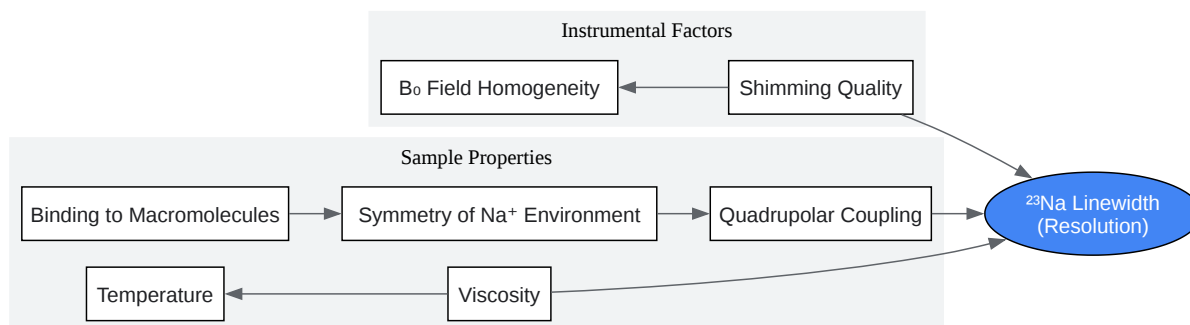 Instrumental Factors
B₀ Field Homogeneity
Shimming Quality
Sample Properties
Binding to Macromolecules
Symmetry of Na⁺ Environment
Quadrupolar Coupling
²³Na Linewidth
(Resolution)
Temperature
Viscosity